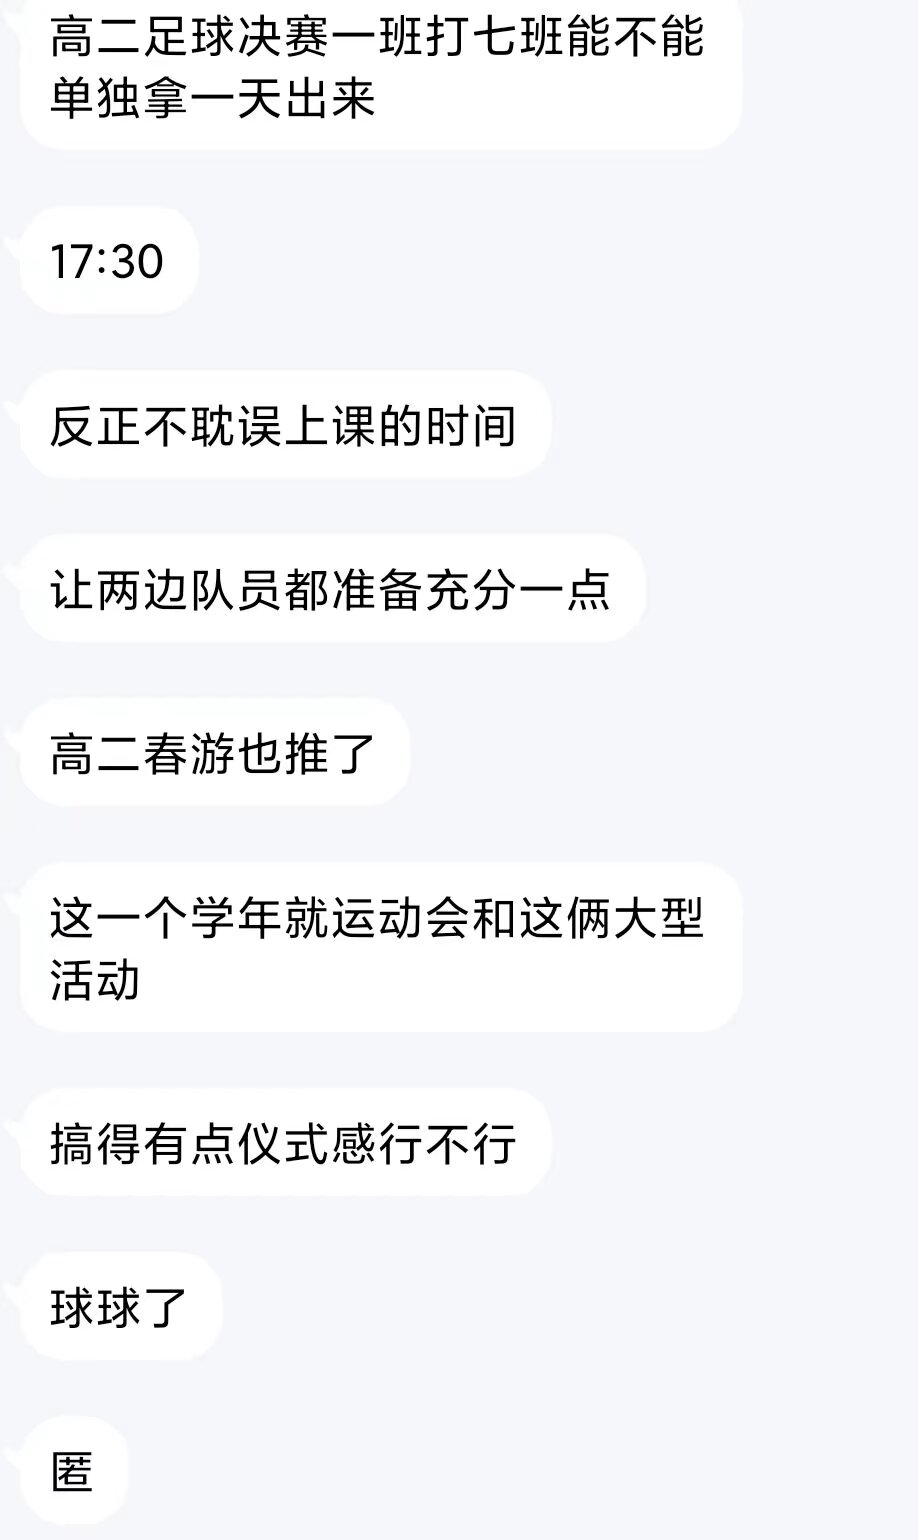 高二足球决赛一班打七班能不能
单独拿一天出来
17:30
反正不耽误上课的时间
让两边队员都准备充分一点
高二春游也推了
这一个学年就运动会和这俩大型
活动
搞得有点仪式感行不行
球球了
匿